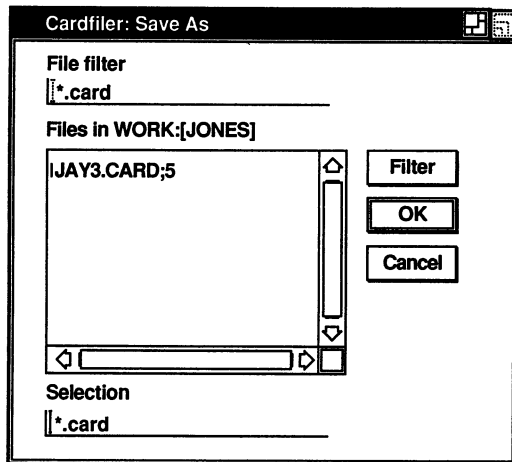 Cardfiler: Save As
File filter
*.card
Files in WORK:[JONES]
JAY3.CARD;5
Filter
OK
Cancel
Selection
*.card